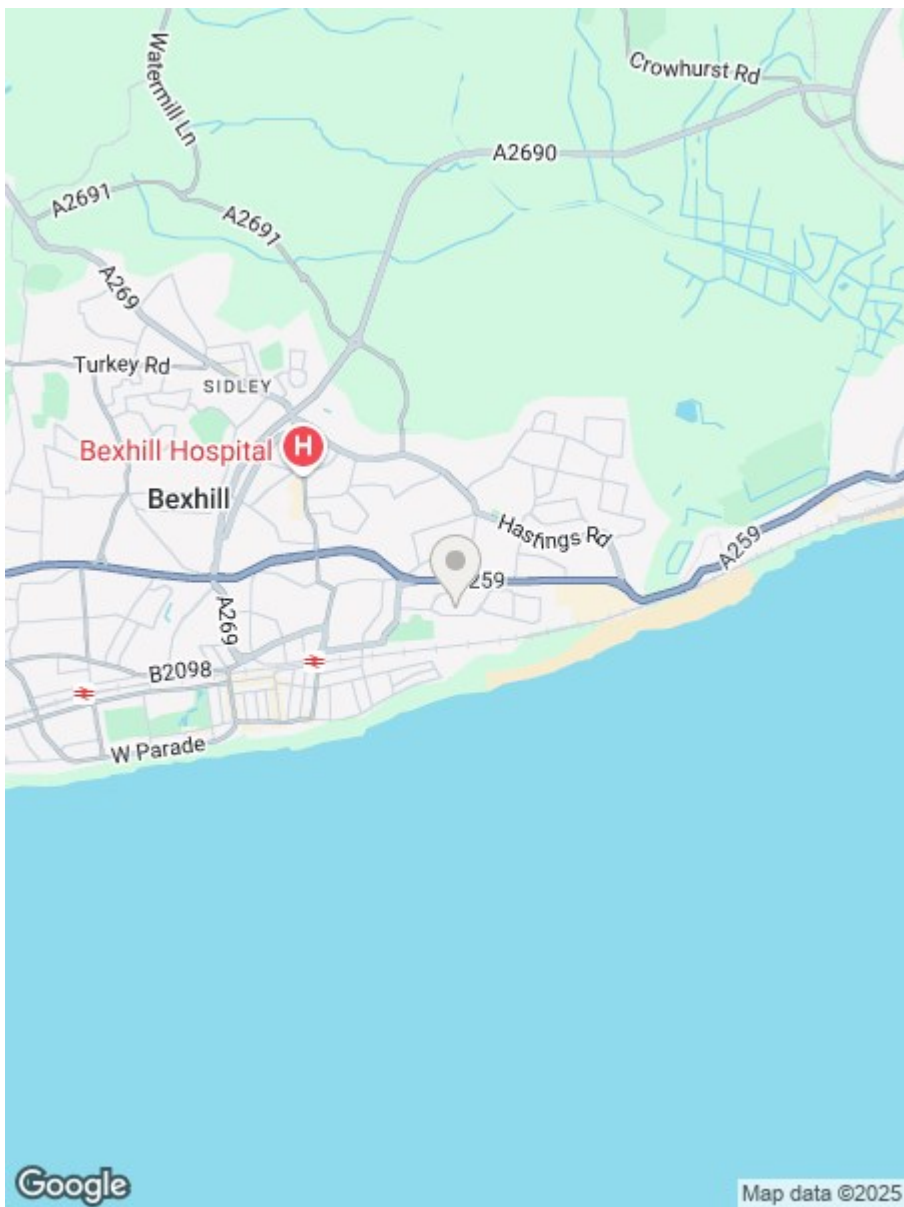 Watermill Ln
Crowhurst Rd
A2690
A2691
A2691
A269
Turkey Rd
SIDLEY
Bexhill Hospital
H
Bexhill
Hastings Rd
A259
259
A269
B2098
W Parade
Google
Map data ©2025